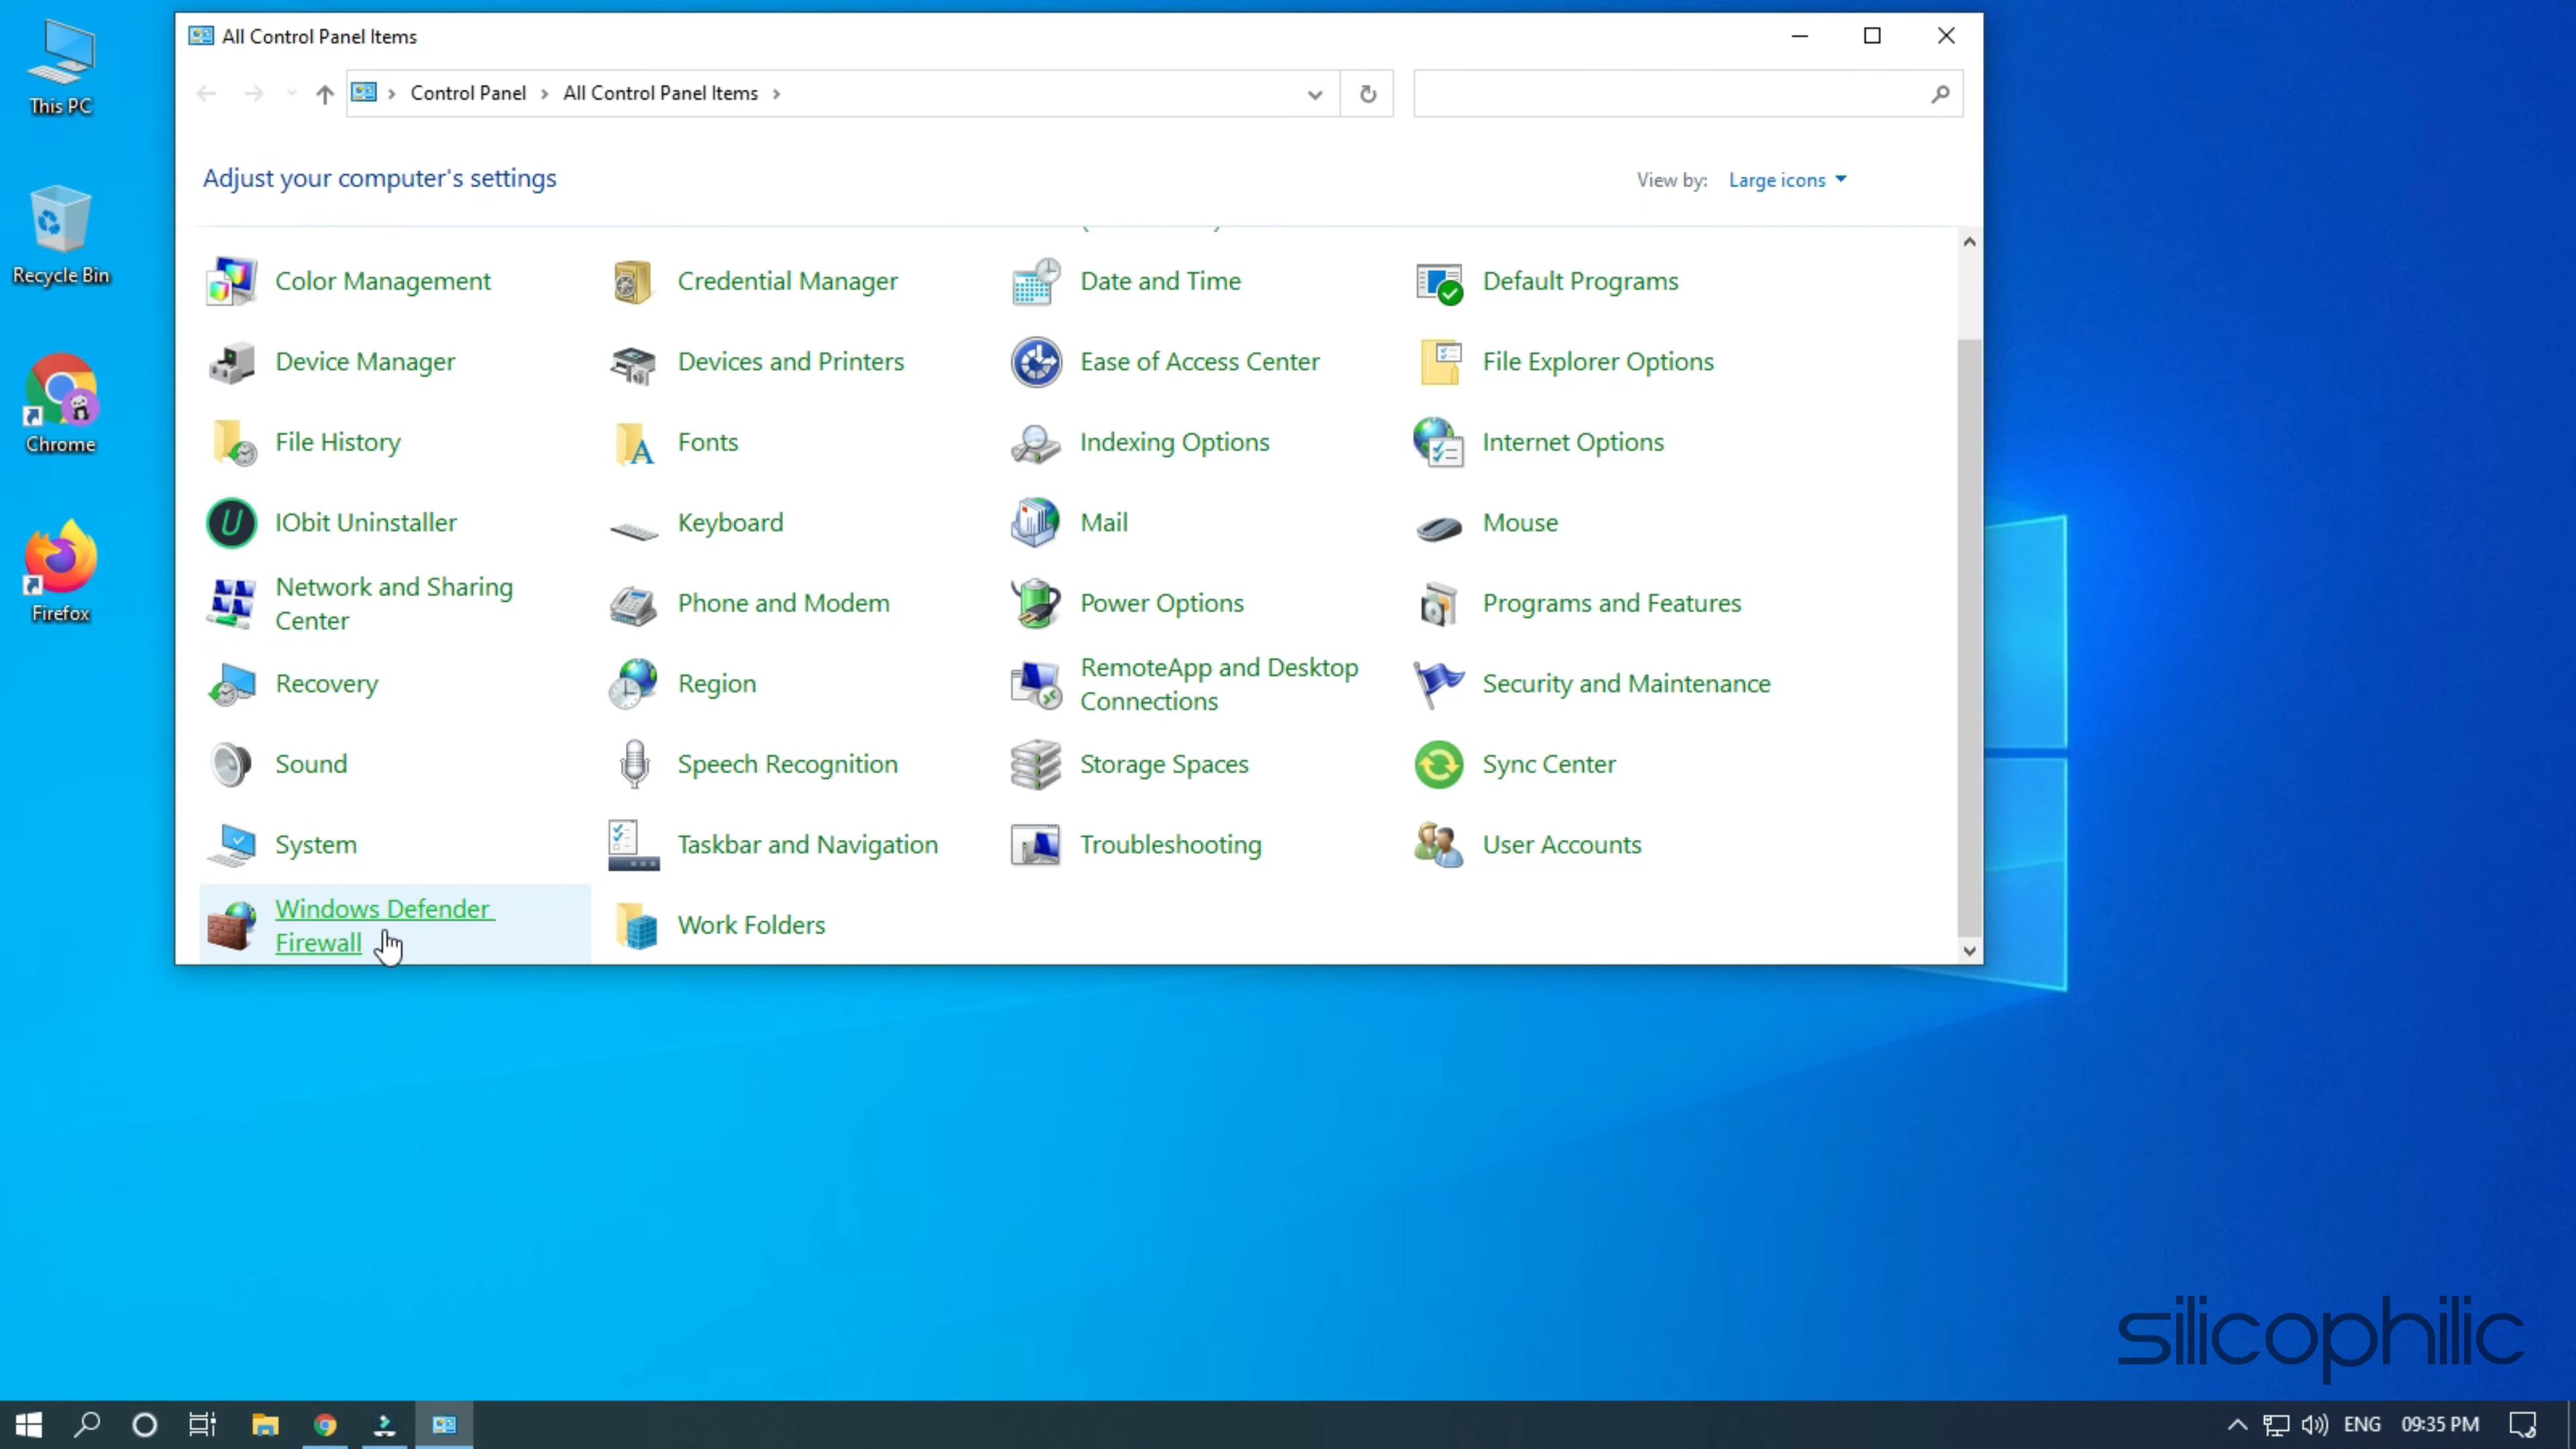 This PC
Recycle Bin
Chrome
Firefox
All Control Panel Items
Control Panel
All Control Panel Items
Adjust your computer's settings
View by:
Large icons
Color Management
Credential Manager
Date and Time
Default Programs
Device Manager
Devices and Printers
Ease of Access Center
File Explorer Options
File History
Fonts
Indexing Options
Internet Options
IObit Uninstaller
Keyboard
Mail
Mouse
Network and Sharing
Center
Phone and Modem
Power Options
Programs and Features
Recovery
Region
RemoteApp and Desktop
Connections
Security and Maintenance
Sound
Speech Recognition
Storage Spaces
Sync Center
System
Taskbar and Navigation
Troubleshooting
User Accounts
Windows Defender
Firewall
Work Folders
silicophilic
ENG
09:35 PM